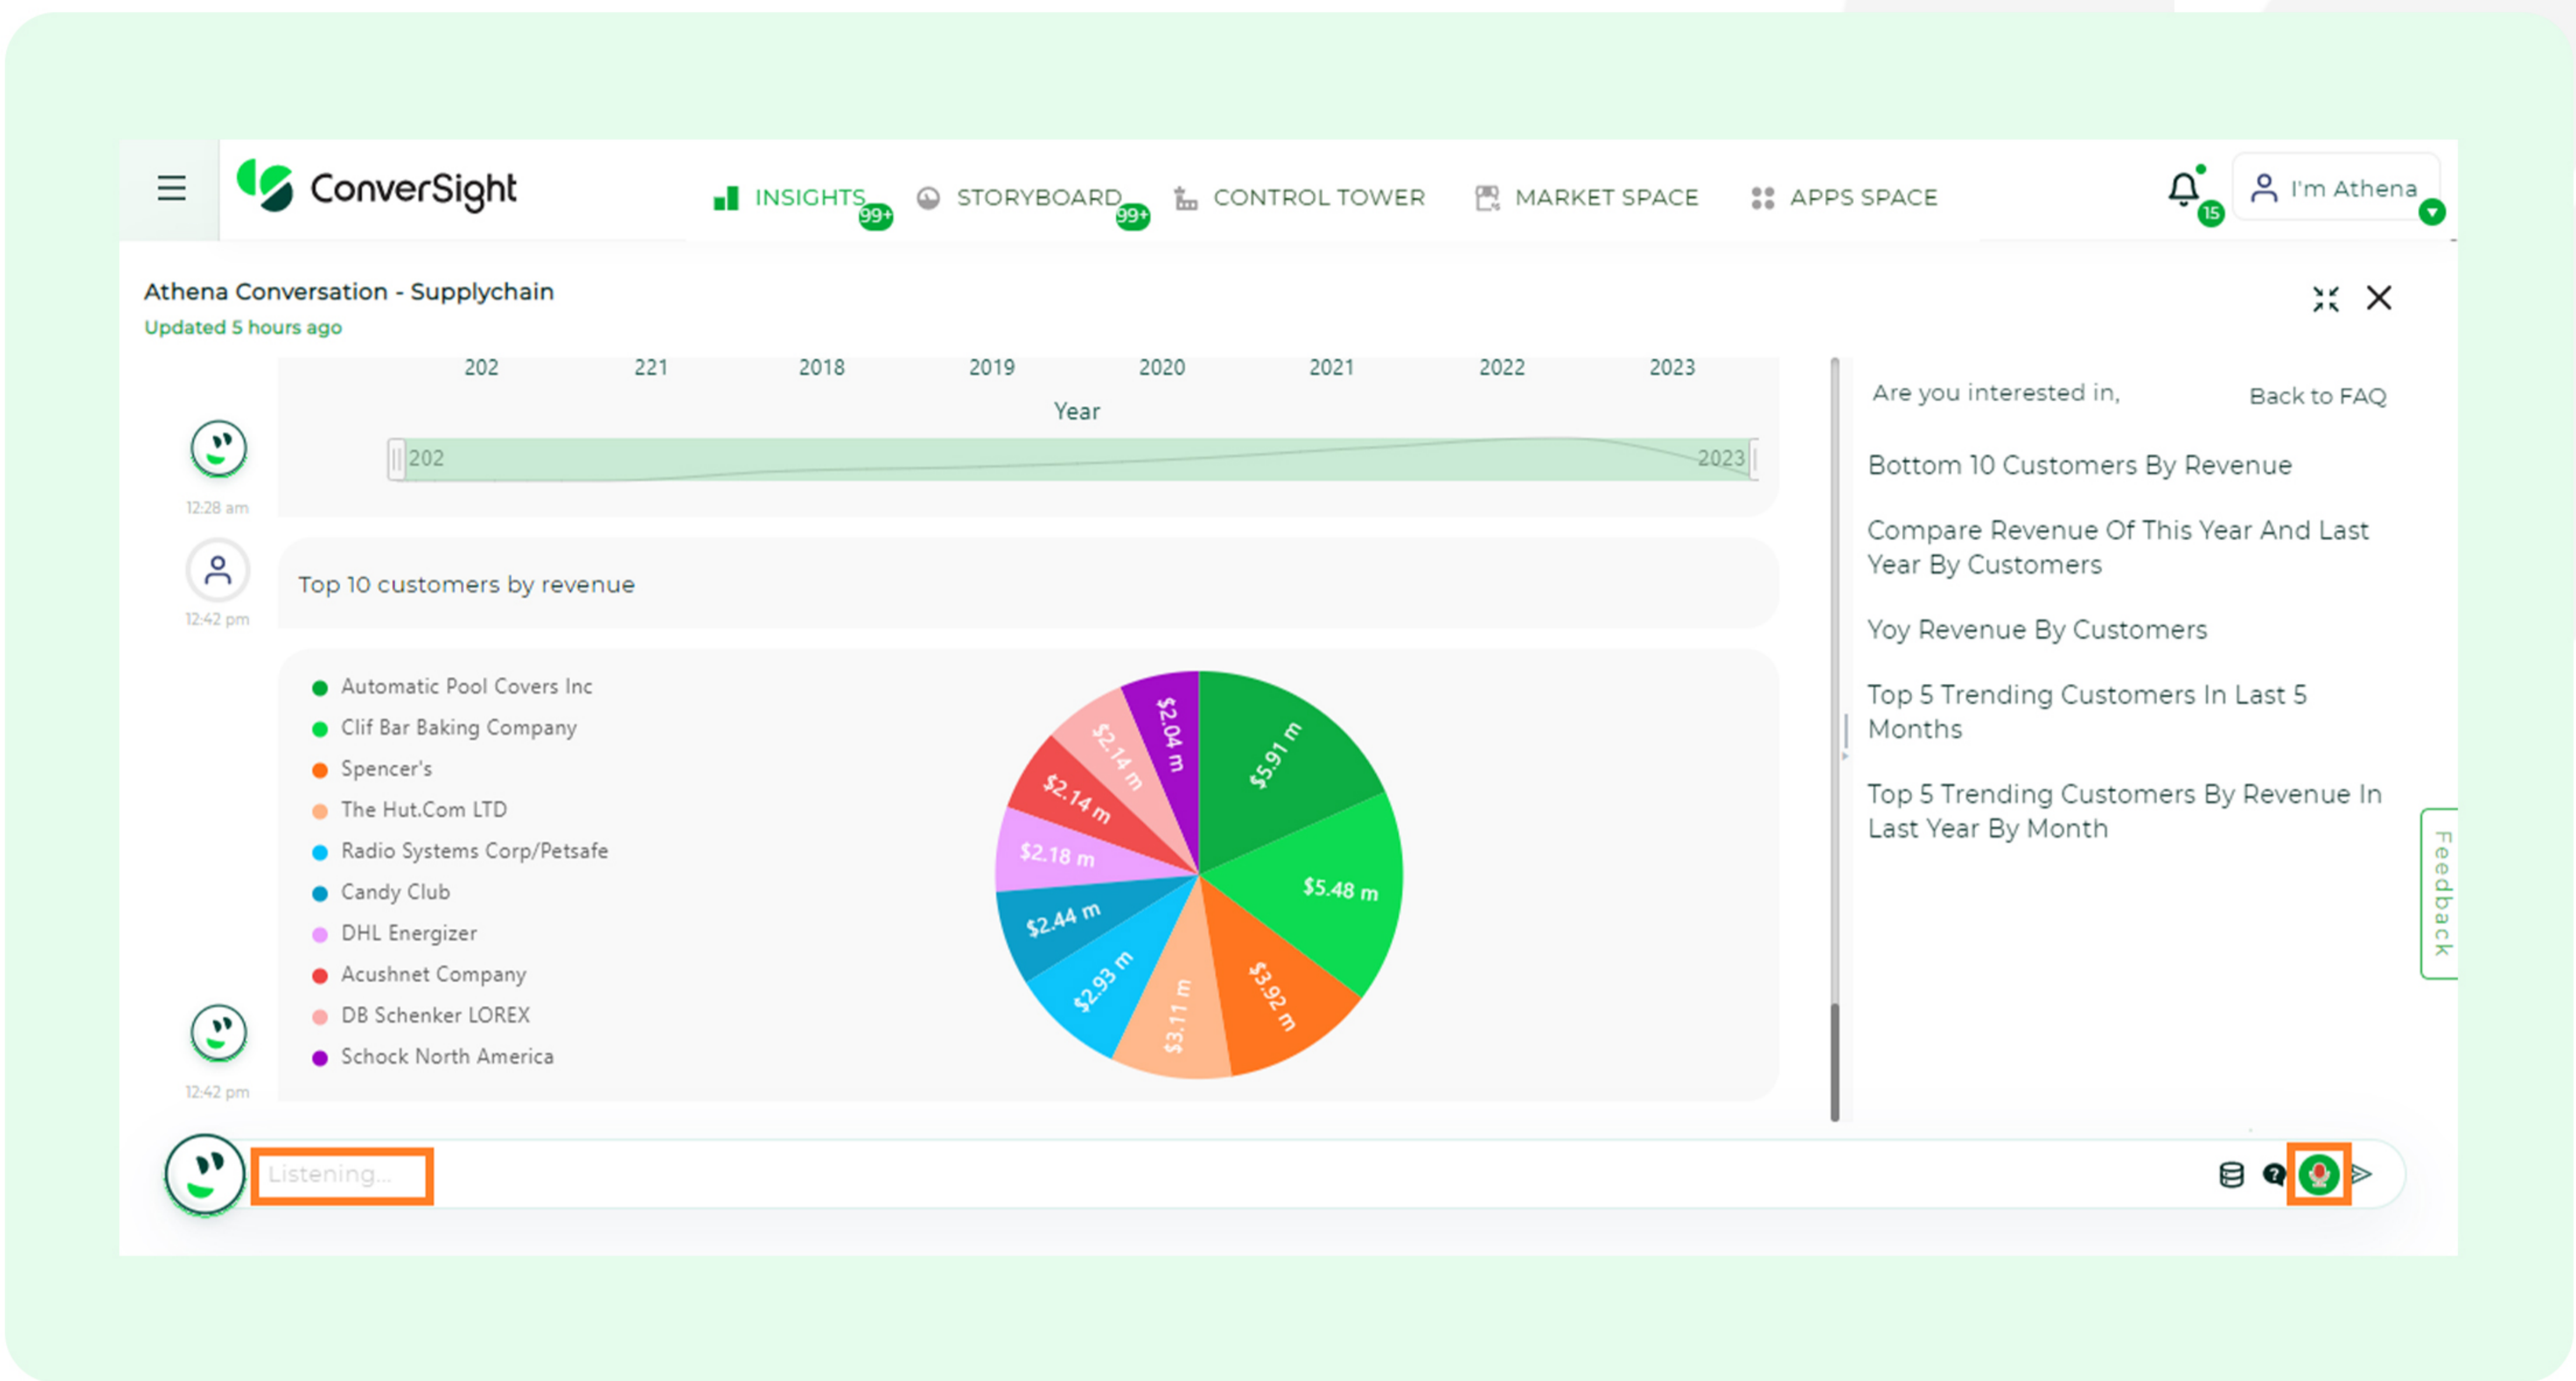 ConverSight
INSIGHTS
99+
STORYBOARD
99+
CONTROL TOWER
MARKET SPACE
APPS SPACE
15
I'm Athena
Athena Conversation - Supplychain
Updated 5 hours ago
202 221 2018 2019 2020 2021 2022 2023
Year
202 2023
12:28 am
Top 10 customers by revenue
12:42 pm
Automatic Pool Covers Inc
Clif Bar Baking Company
Spencer's
The Hut.Com LTD
Radio Systems Corp/Petsafe
Candy Club
DHL Energizer
Acushnet Company
DB Schenker LOREX
Schock North America
$5.91 m
$5.48 m
$3.92 m
$3.11 m
$2.93 m
$2.44 m
$2.18 m
$2.14 m
$2.14 m
$2.04 m
12:42 pm
Are you interested in,
Back to FAQ
Bottom 10 Customers By Revenue
Compare Revenue Of This Year And Last
Year By Customers
Yoy Revenue By Customers
Top 5 Trending Customers In Last 5
Months
Top 5 Trending Customers By Revenue In
Last Year By Month
Feedback
Listening...
?